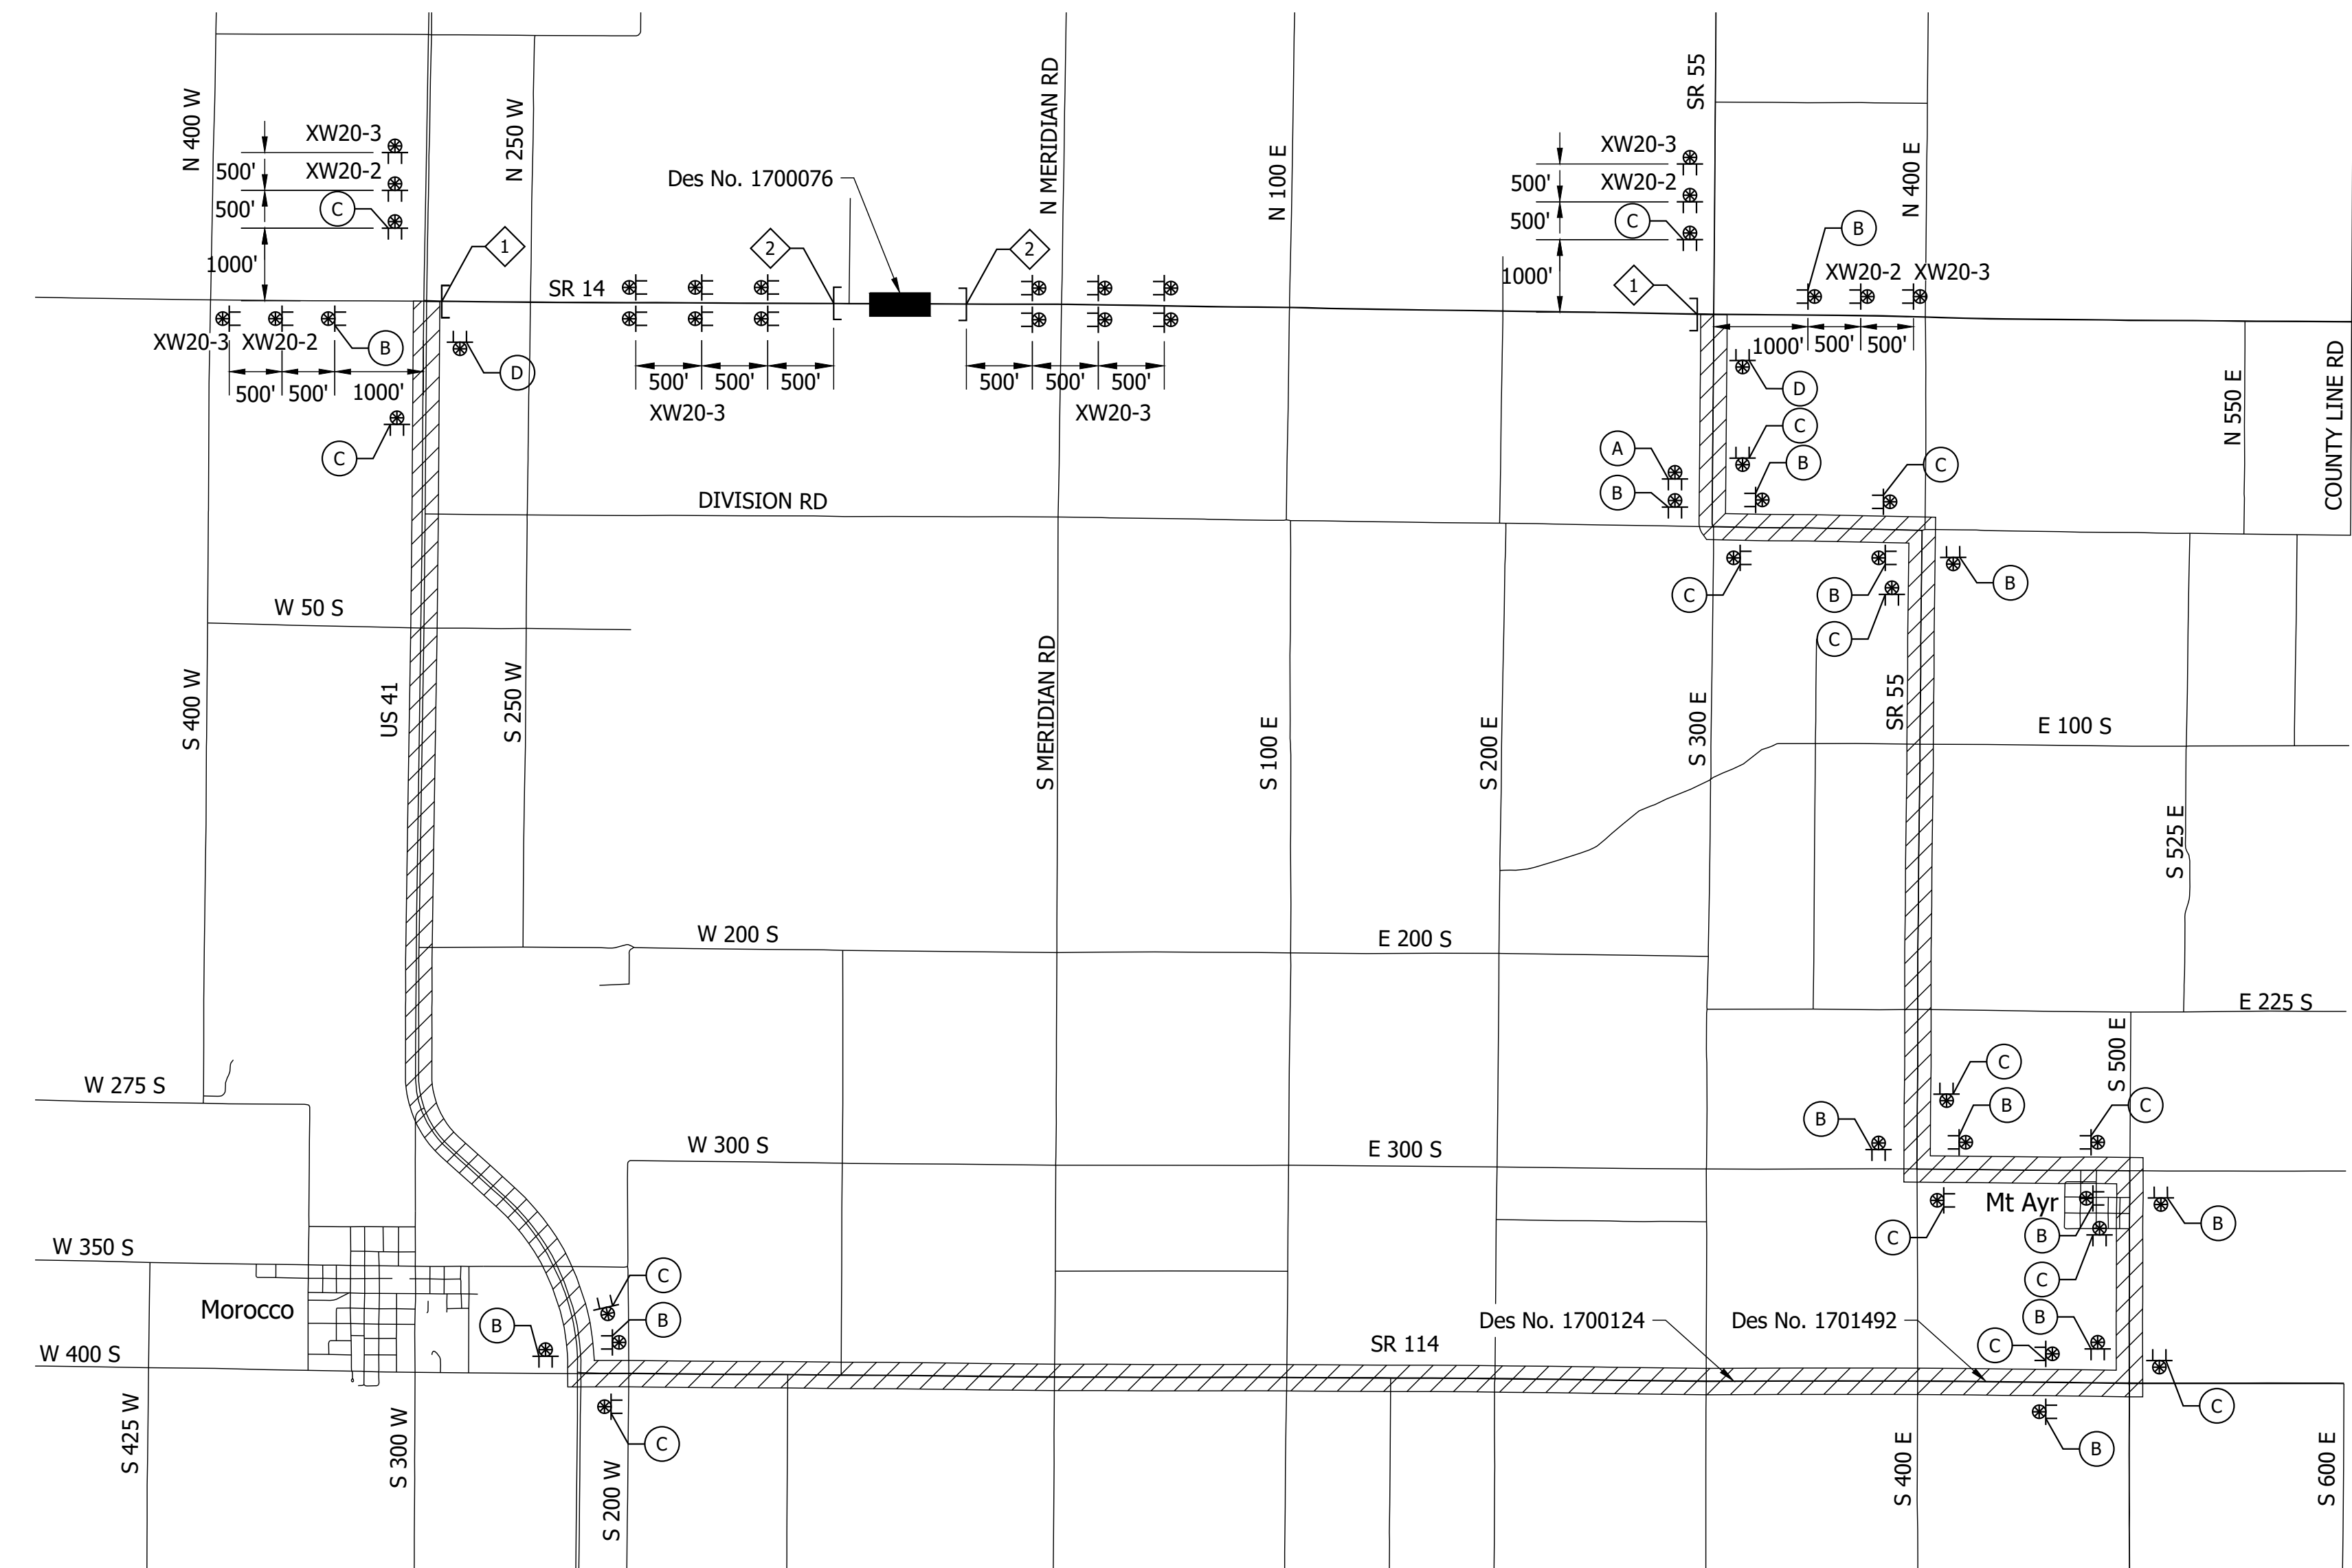 N 400 W
XW20-3
500'
XW20-2
500'
C
1000'
N 250 W
1
Des No. 1700076
2
2
SR 14
N MERIDIAN RD
N 100 E
SR 55
XW20-3
500'
XW20-2
500'
C
1000'
1
N 400 E
B
XW20-2 XW20-3
XW20-3 XW20-2
B
500' 500' 1000'
D
C
500' 500' 500'
XW20-3
500' 500' 500'
XW20-3
1000' 500' 500'
D
C
A
B
B
C
N 550 E
COUNTY LINE RD
DIVISION RD
C
B
B
C
W 50 S
S 400 W
US 41
S 250 W
S MERIDIAN RD
S 100 E
S 200 E
S 300 E
SR 55
E 100 S
S 525 E
W 200 S
E 200 S
E 225 S
S 500 E
W 275 S
C
B
B
C
W 300 S
E 300 S
Mt Ayr
C
B
B
C
W 350 S
Morocco
C
B
B
Des No. 1700124
Des No. 1701492
B
C
SR 114
W 400 S
C
C
B
S 425 W
S 300 W
S 200 W
S 400 E
S 600 E